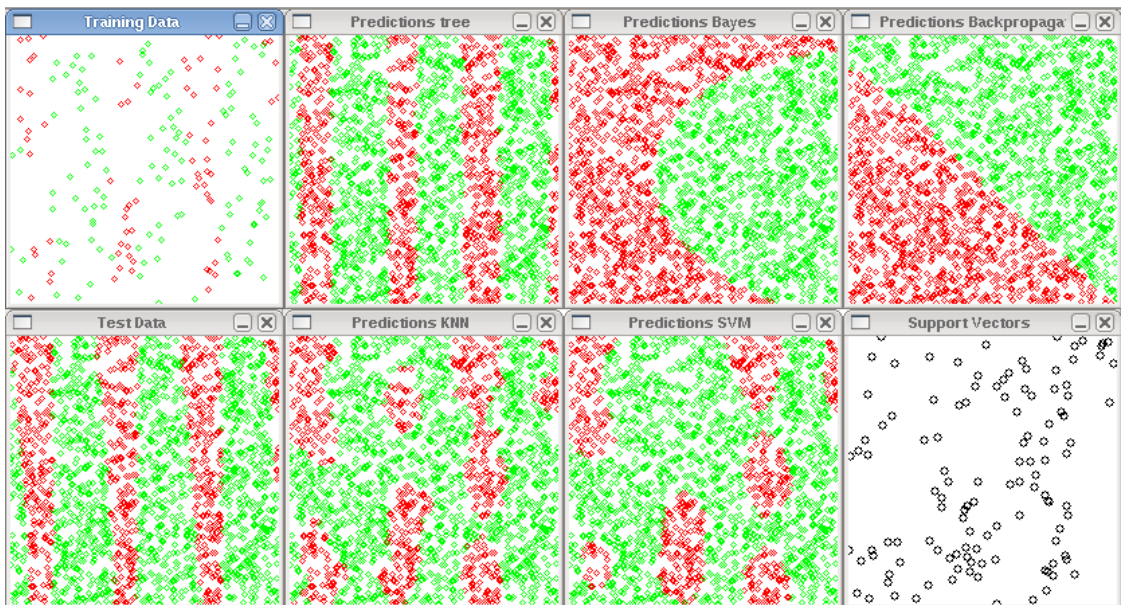 Training Data
Predictions tree
Predictions Bayes
Predictions Backpropaga
Test Data
Predictions KNN
Predictions SVM
Support Vectors